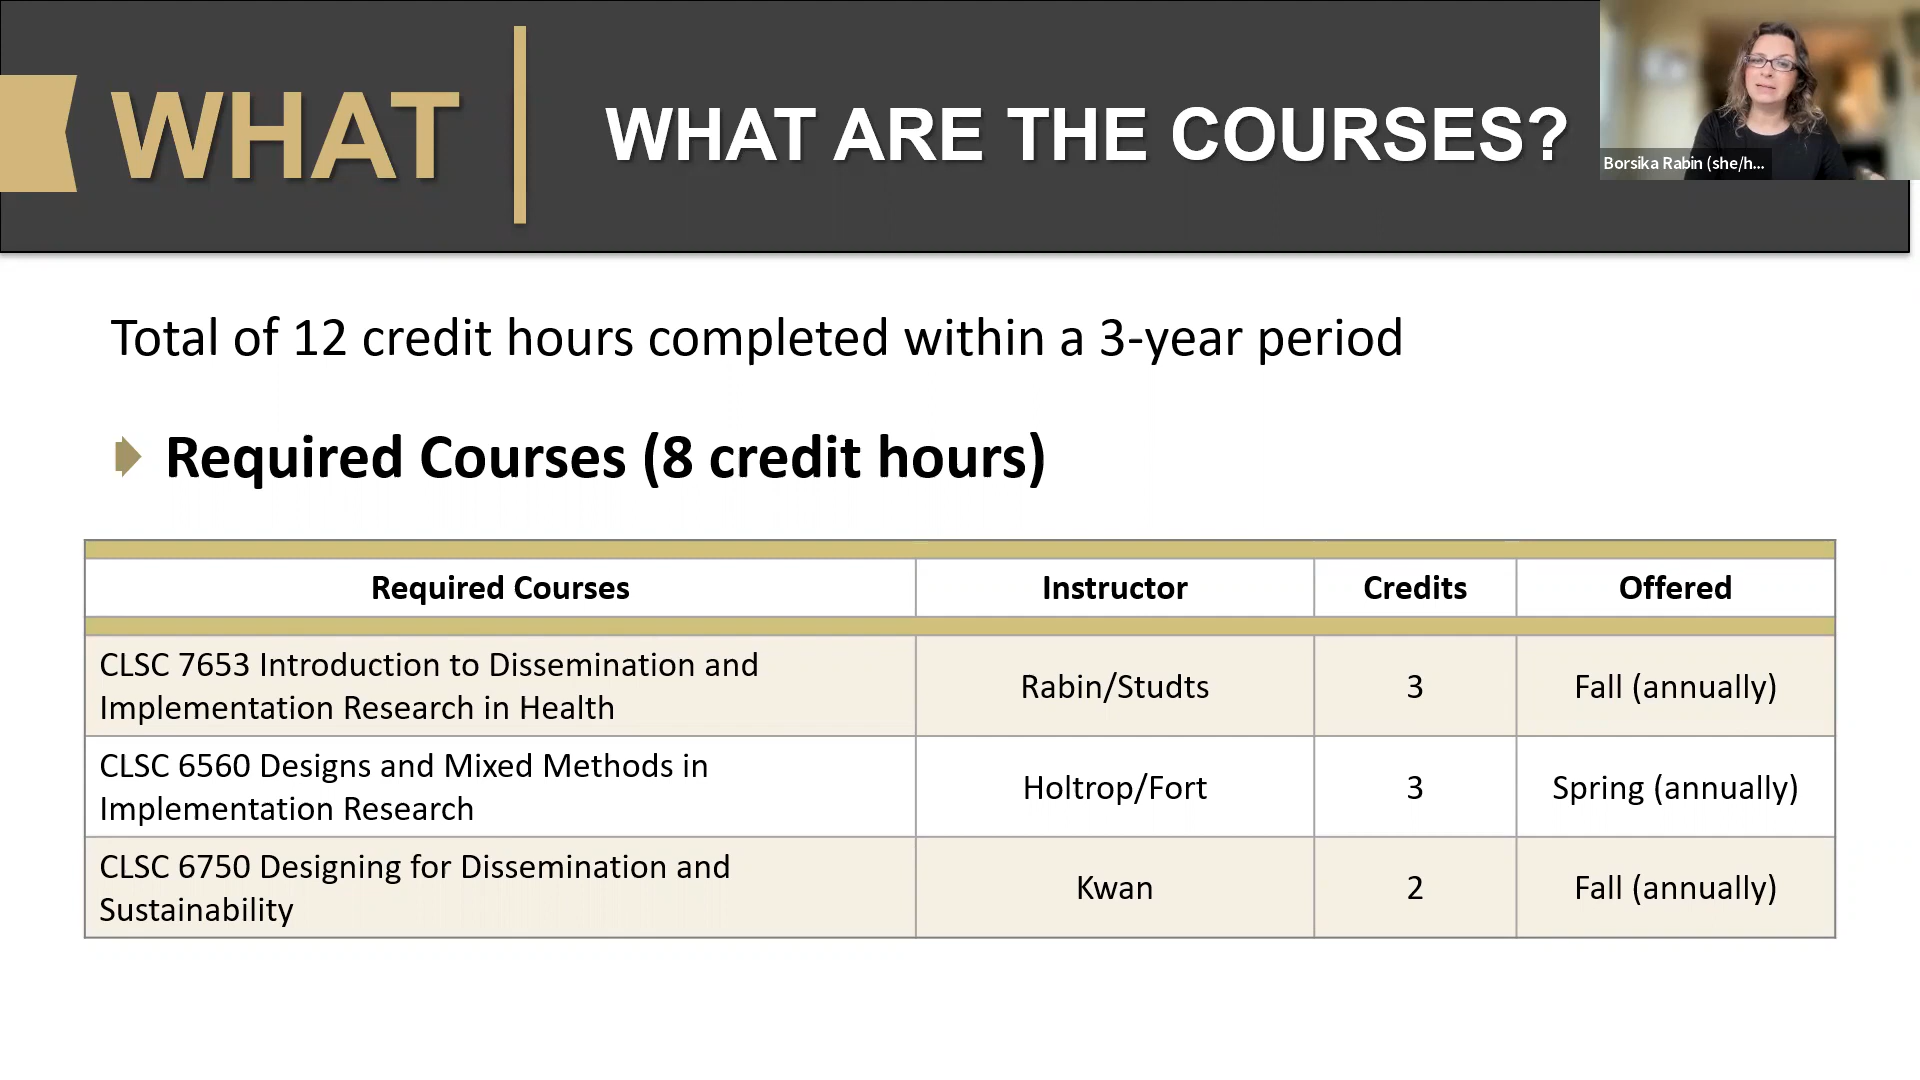 WHAT
WHAT ARE THE COURSES?
Borsika Rabin (she/h...
Total of 12 credit hours completed within a 3-year period
Required Courses (8 credit hours)
Required Courses Instructor Credits Offered
CLSC 7653 Introduction to Dissemination and
Implementation Research in Health
Rabin/Studts 3 Fall (annually)
CLSC 6560 Designs and Mixed Methods in
Implementation Research
Holtrop/Fort 3 Spring (annually)
CLSC 6750 Designing for Dissemination and
Sustainability
Kwan 2 Fall (annually)